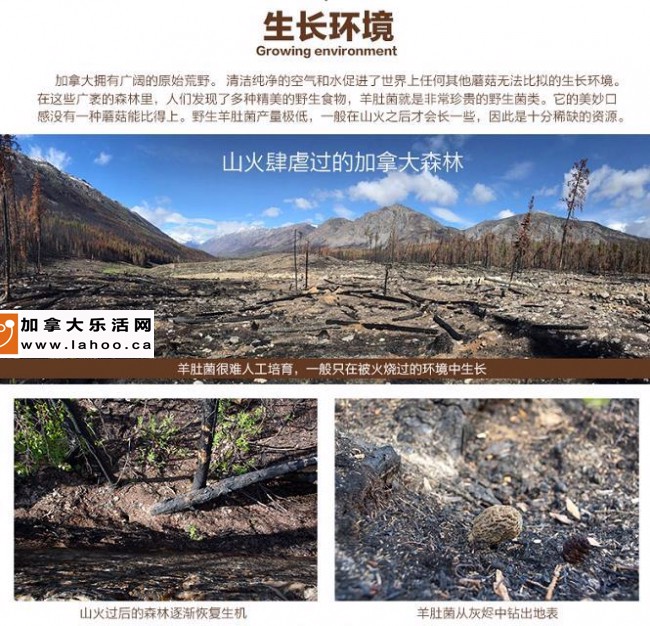 生长环境
Growing environment
加拿大拥有广阔的原始荒野。 清洁纯净的空气和水促进了世界上任何其他蘑菇无法比拟的生长环境。
在这些广袤的森林里，人们发现了多种精美的野生食物，羊肚菌就是非常珍贵的野生菌类。它的美妙口
感没有一种蘑菇能比得上。野生羊肚菌产量极低，一般在山火之后才会长一些，因此是十分稀缺的资源。
山火肆虐过的加拿大森林
加拿大乐活网
www.lahoo.ca
羊肚菌很难人工培育，一般只在被火烧过的环境中生长
山火过后的森林逐渐恢复生机
羊肚菌从灰烬中钻出地表